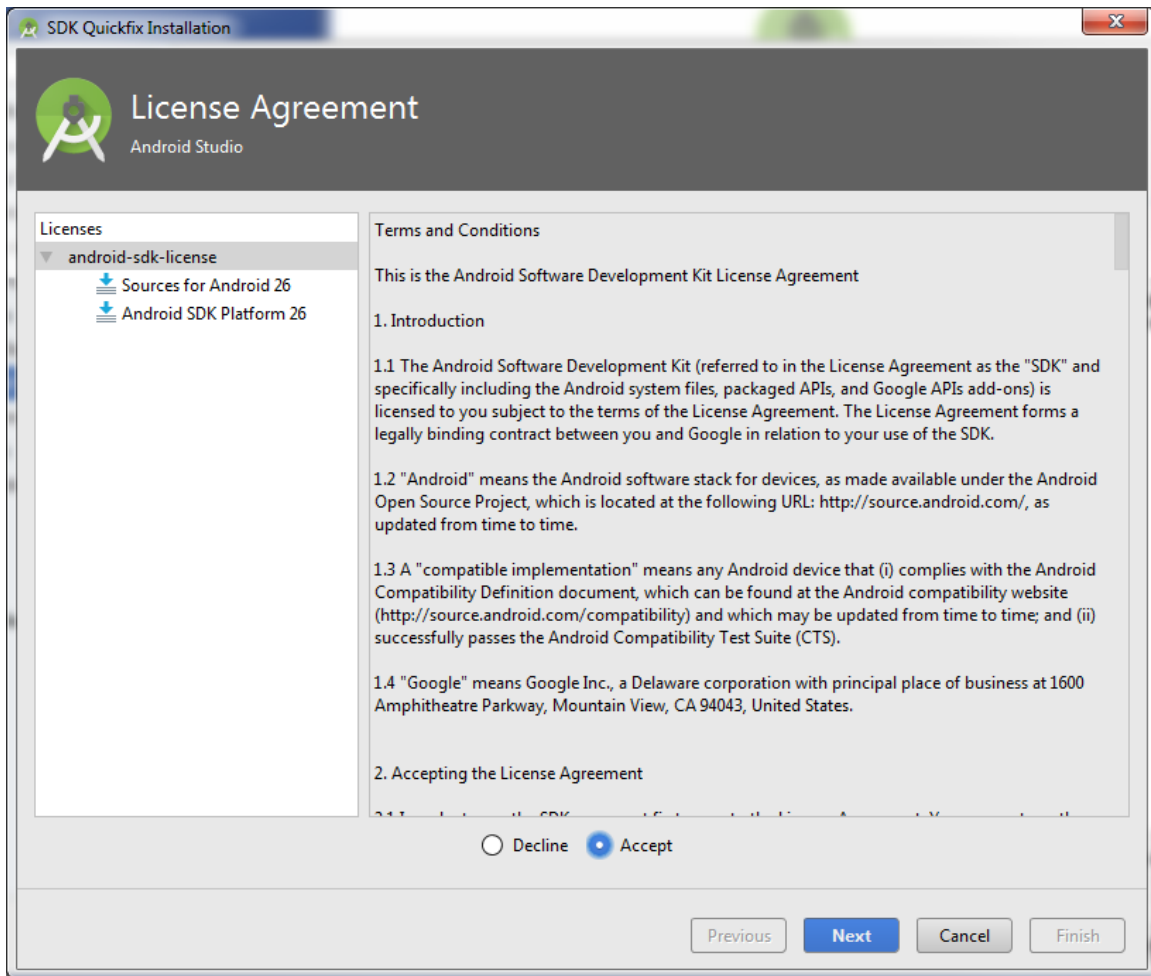 SDK Quickfix Installation
License Agreement
Android Studio
Licenses
android-sdk-license
Sources for Android 26
Android SDK Platform 26
Terms and Conditions
This is the Android Software Development Kit License Agreement
1. Introduction
1.1 The Android Software Development Kit (referred to in the License Agreement as the "SDK" and
specifically including the Android system files, packaged APIs, and Google APIs add-ons) is
licensed to you subject to the terms of the License Agreement. The License Agreement forms a
legally binding contract between you and Google in relation to your use of the SDK.
1.2 "Android" means the Android software stack for devices, as made available under the Android
Open Source Project, which is located at the following URL: http://source.android.com/, as
updated from time to time.
1.3 A "compatible implementation" means any Android device that (i) complies with the Android
Compatibility Definition document, which can be found at the Android compatibility website
(http://source.android.com/compatibility) and which may be updated from time to time; and (ii)
successfully passes the Android Compatibility Test Suite (CTS).
1.4 "Google" means Google Inc., a Delaware corporation with principal place of business at 1600
Amphitheatre Parkway, Mountain View, CA 94043, United States.
2. Accepting the License Agreement
Decline Accept
Previous Next Cancel Finish